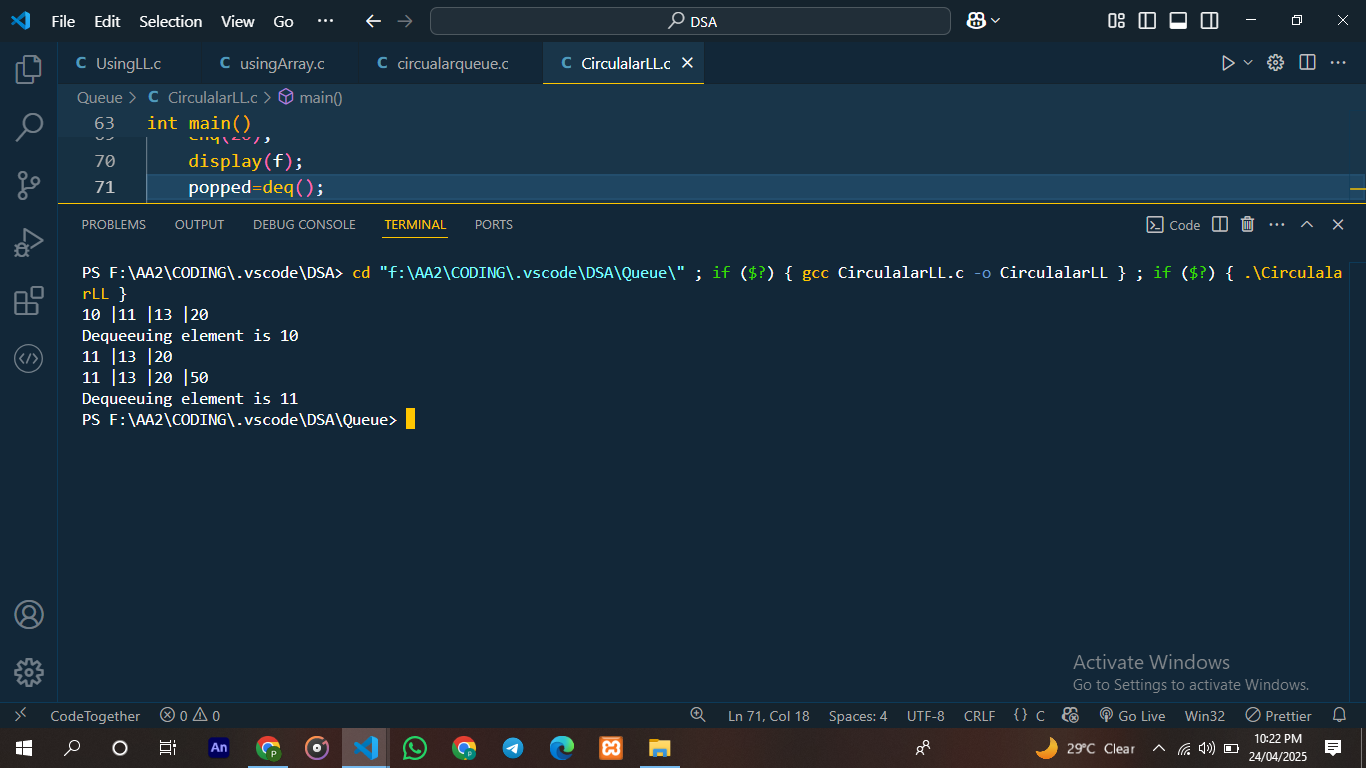 File Edit Selection View Go ··· DSA
C UsingLL.c C usingArray.c C circualarqueue.c C CirculalarLL.c
Queue > C CirculalarLL.c > main()
63 int main()
70 display(f);
71 popped=deq();
PROBLEMS OUTPUT DEBUG CONSOLE TERMINAL PORTS Code
PS F:\AA2\CODING\.vscode\DSA> cd "f:\AA2\CODING\.vscode\DSA\Queue\" ; if ($?) { gcc CirculalarLL.c -o CirculalarLL } ; if ($?) { .\Circulala
rLL }
10 |11 |13 |20
Dequeeuing element is 10
11 |13 |20
11 |13 |20 |50
Dequeeuing element is 11
PS F:\AA2\CODING\.vscode\DSA\Queue>
Activate Windows
Go to Settings to activate Windows.
CodeTogether 0 0 Ln 71, Col 18 Spaces: 4 UTF-8 CRLF {} C Go Live Win32 Prettier
An 29°C Clear 10:22 PM
24/04/2025